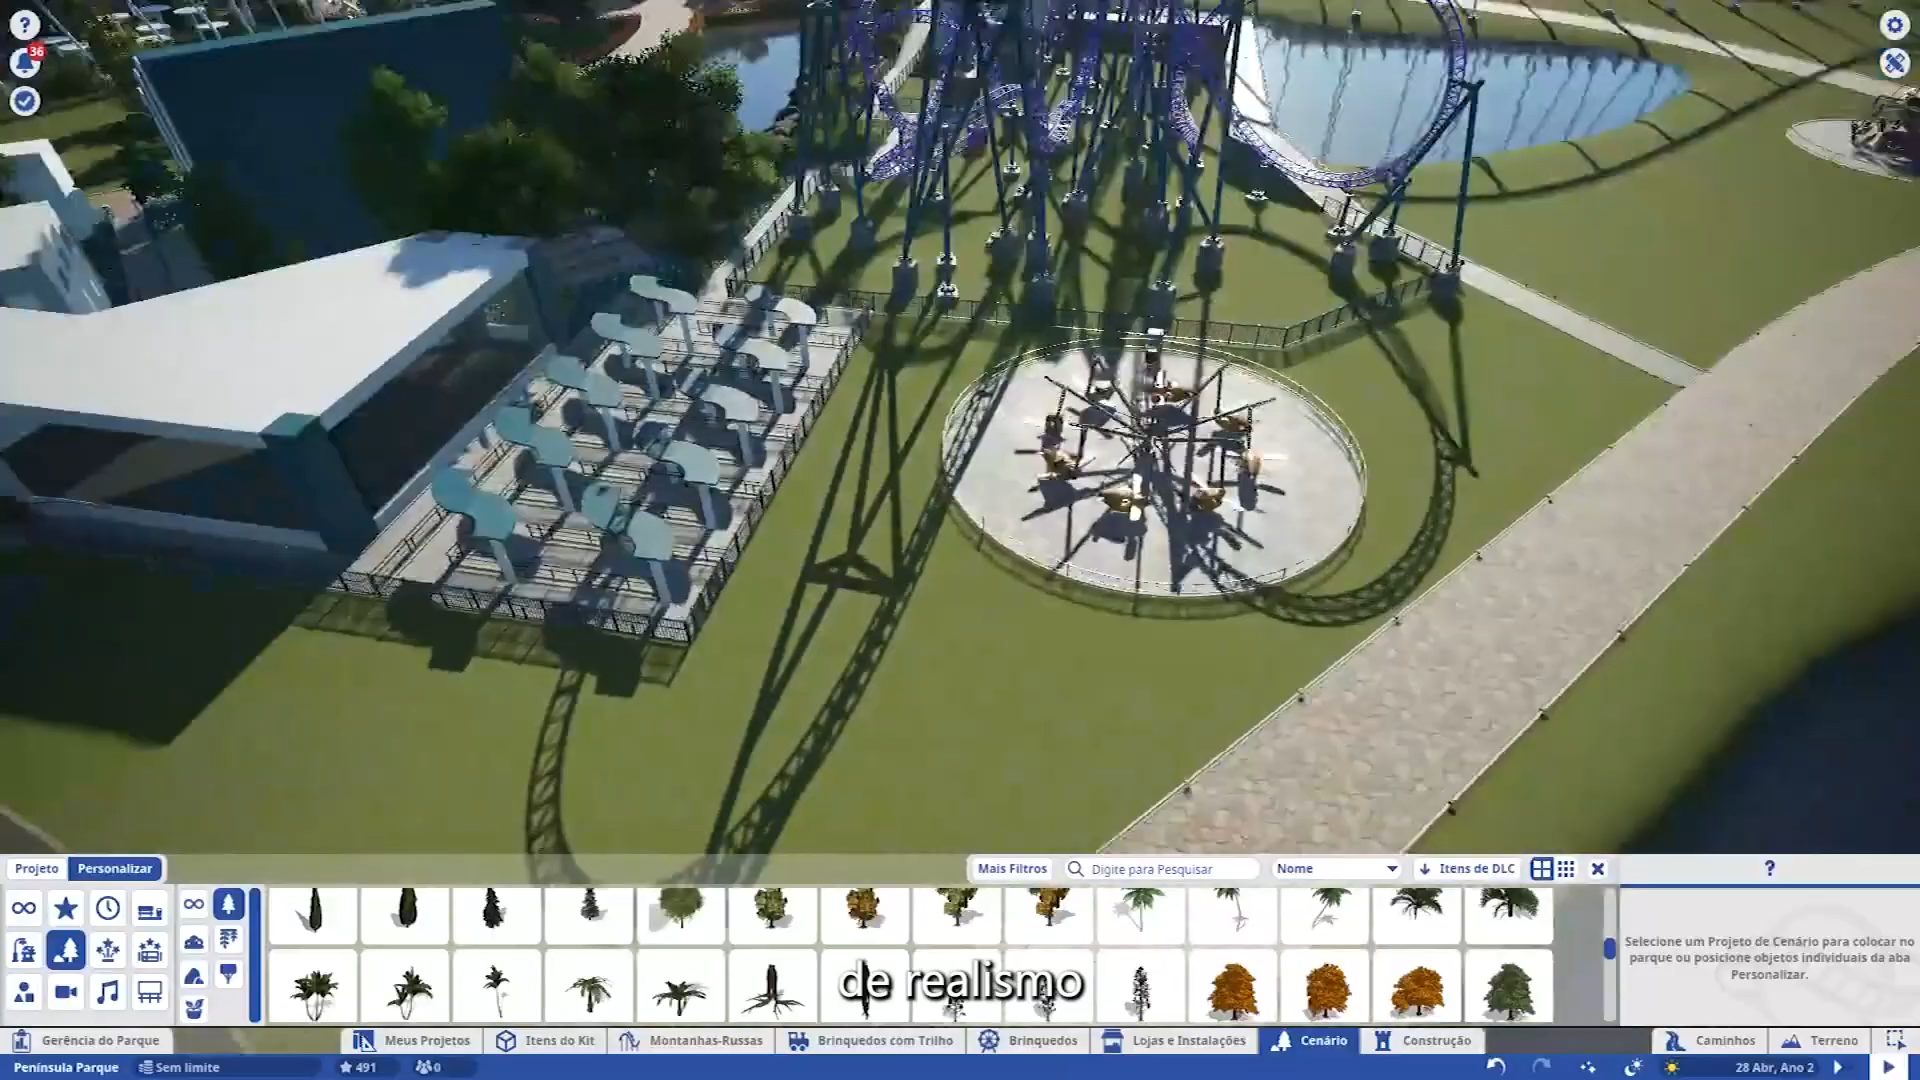 ?
36
Projeto
Personalizar
Mais Filtros
Digite para Pesquisar
Nome
Itens de DLC
?
Selecione um Projeto de Cenário para colocar no
parque ou posicione objetos individuais da aba
Personalizar.
de realismo
Gerência do Parque
Meus Projetos
Itens do Kit
Montanhas-Russas
Brinquedos com Trilho
Brinquedos
Lojas e Instalações
Cenário
Construção
Caminhos
Terreno
Península Parque
Sem limite
491
0
28 Abr, Ano 2